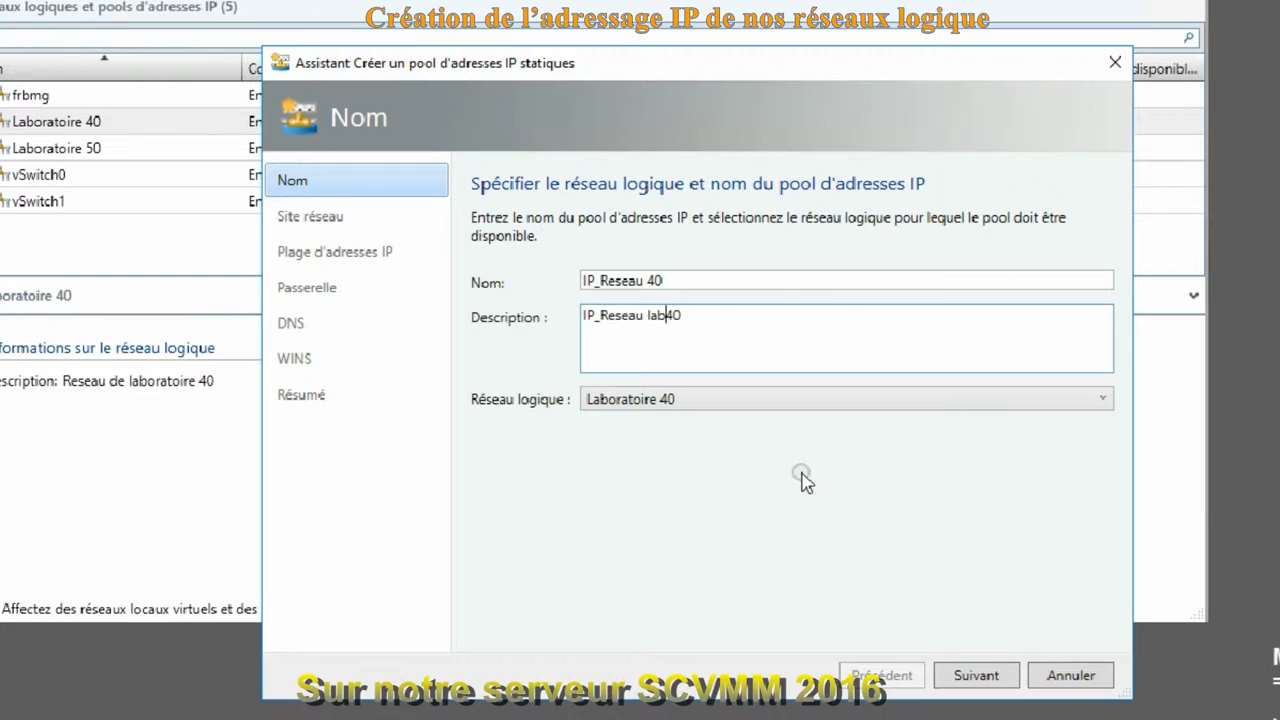 Création de l'adressage IP de nos réseaux logique
aux logiques et pools d'adresses IP (5)
Assistant Créer un pool d'adresses IP statiques
disponibl...
frbmg
Laboratoire 40
Laboratoire 50
vSwitch0
vSwitch1
Nom
Nom
Site réseau
Plage d'adresses IP
Passerelle
DNS
WINS
Résumé
Spécifier le réseau logique et nom du pool d'adresses IP
Entrez le nom du pool d'adresses IP et sélectionnez le réseau logique pour lequel le pool doit être
disponible.
Nom: IP_Reseau 40
Description : IP_Reseau lab40
Réseau logique : Laboratoire 40
oratoire 40
formations sur le réseau logique
scription: Reseau de laboratoire 40
Affectez des réseaux locaux virtuels et des
Précédent Suivant Annuler
Sur notre serveur SCVMM 2016